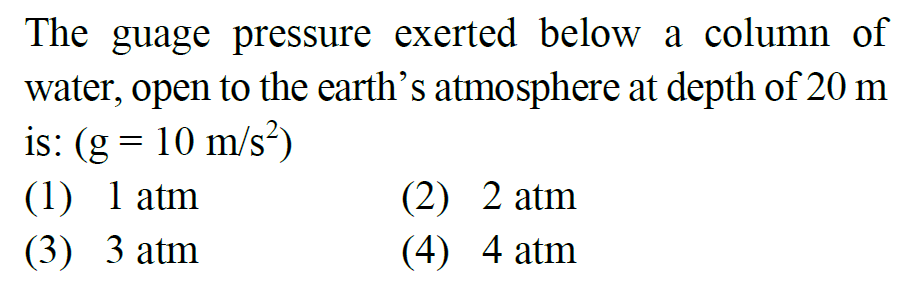 The guage pressure exerted below a column of
water, open to the earth’s atmosphere at depth of 20 m
is: (g = 10 m/s²)
(1) 1 atm (2) 2 atm
(3) 3 atm (4) 4 atm